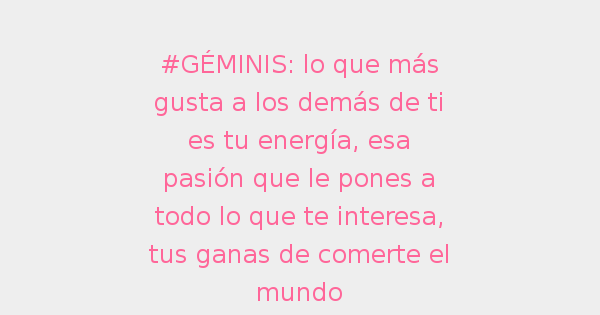 #GÉMINIS: lo que más
gusta a los demás de ti
es tu energía, esa
pasión que le pones a
todo lo que te interesa,
tus ganas de comerte el
mundo